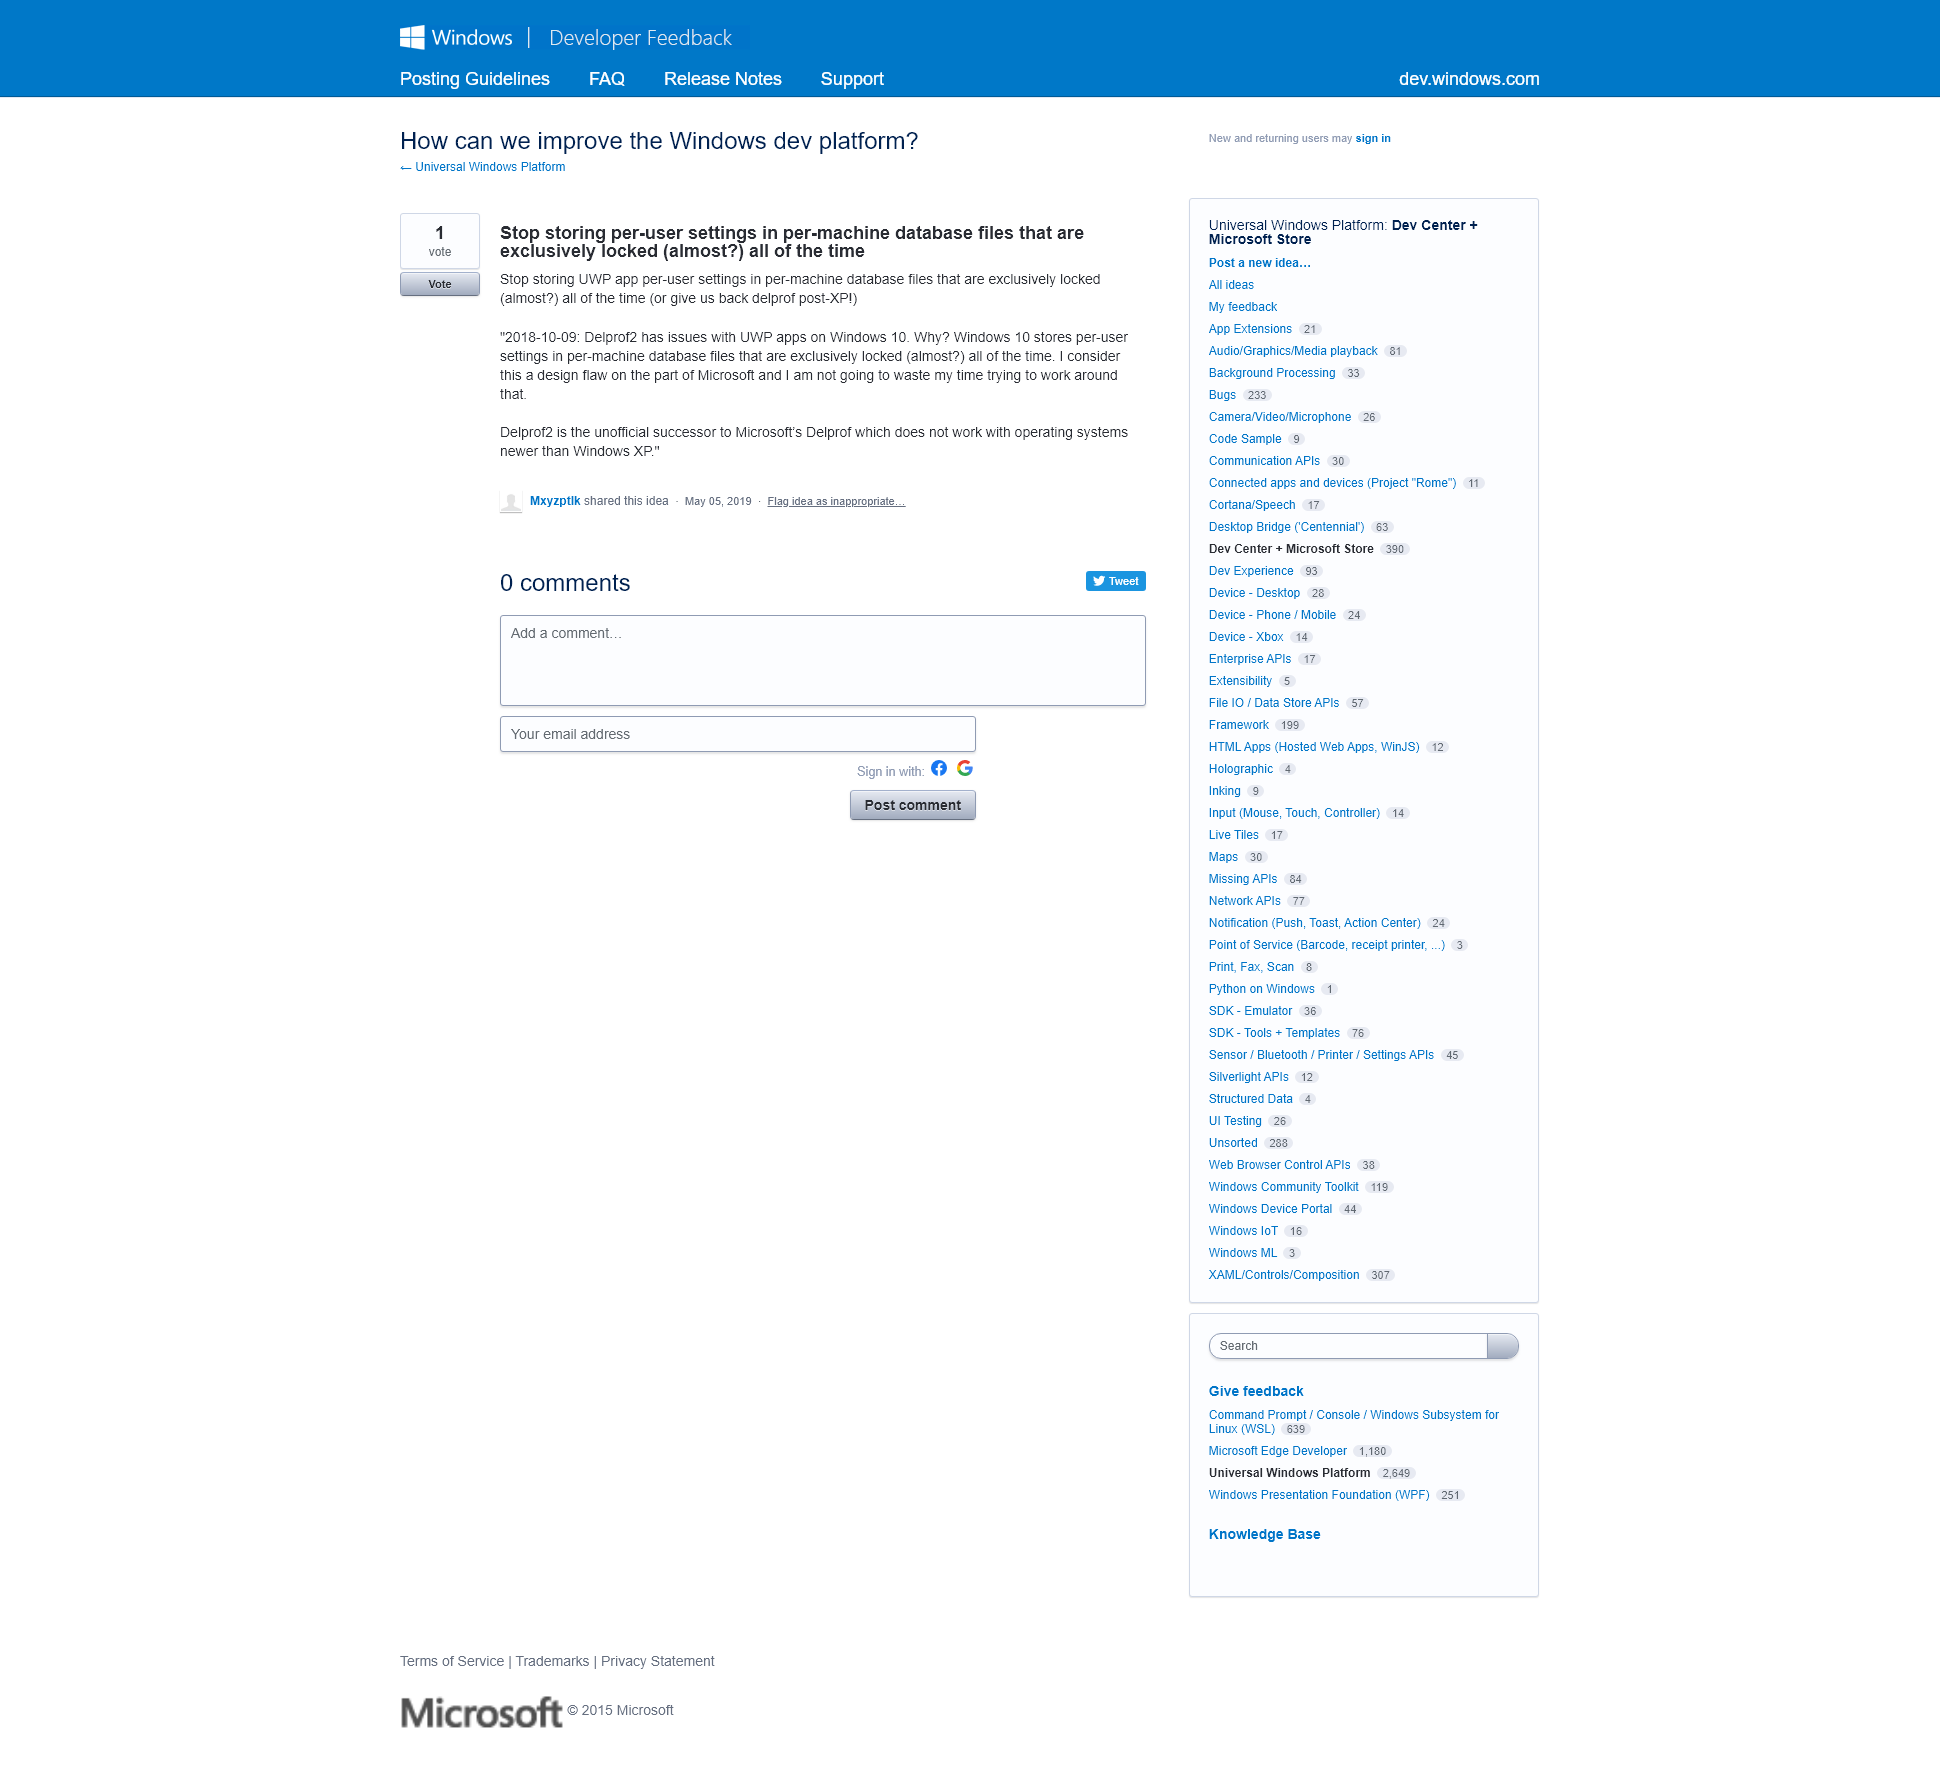 Windows | Developer Feedback
Posting Guidelines FAQ Release Notes Support dev.windows.com
How can we improve the Windows dev platform?
← Universal Windows Platform
New and returning users may sign in
1
vote
Vote
Stop storing per-user settings in per-machine database files that are
exclusively locked (almost?) all of the time
Stop storing UWP app per-user settings in per-machine database files that are exclusively locked
(almost?) all of the time (or give us back delprof post-XP!)
"2018-10-09: Delprof2 has issues with UWP apps on Windows 10. Why? Windows 10 stores per-user
settings in per-machine database files that are exclusively locked (almost?) all of the time. I consider
this a design flaw on the part of Microsoft and I am not going to waste my time trying to work around
that.
Delprof2 is the unofficial successor to Microsoft's Delprof which does not work with operating systems
newer than Windows XP."
Mxyzptlk shared this idea · May 05, 2019 · Flag idea as inappropriate…
0 comments
Tweet
Add a comment…
Your email address
Sign in with:
Post comment
Universal Windows Platform: Dev Center +
Microsoft Store
Post a new idea…
All ideas
My feedback
App Extensions 21
Audio/Graphics/Media playback 81
Background Processing 33
Bugs 233
Camera/Video/Microphone 26
Code Sample 9
Communication APIs 30
Connected apps and devices (Project "Rome") 11
Cortana/Speech 17
Desktop Bridge ('Centennial') 63
Dev Center + Microsoft Store 390
Dev Experience 93
Device - Desktop 28
Device - Phone / Mobile 24
Device - Xbox 14
Enterprise APIs 17
Extensibility 5
File IO / Data Store APIs 57
Framework 199
HTML Apps (Hosted Web Apps, WinJS) 12
Holographic 4
Inking 9
Input (Mouse, Touch, Controller) 14
Live Tiles 17
Maps 30
Missing APIs 84
Network APIs 77
Notification (Push, Toast, Action Center) 24
Point of Service (Barcode, receipt printer, ...) 3
Print, Fax, Scan 8
Python on Windows 1
SDK - Emulator 36
SDK - Tools + Templates 76
Sensor / Bluetooth / Printer / Settings APIs 45
Silverlight APIs 12
Structured Data 4
UI Testing 26
Unsorted 288
Web Browser Control APIs 38
Windows Community Toolkit 119
Windows Device Portal 44
Windows IoT 16
Windows ML 3
XAML/Controls/Composition 307
Search
Give feedback
Command Prompt / Console / Windows Subsystem for
Linux (WSL) 639
Microsoft Edge Developer 1,180
Universal Windows Platform 2,649
Windows Presentation Foundation (WPF) 251
Knowledge Base
Terms of Service | Trademarks | Privacy Statement
Microsoft © 2015 Microsoft